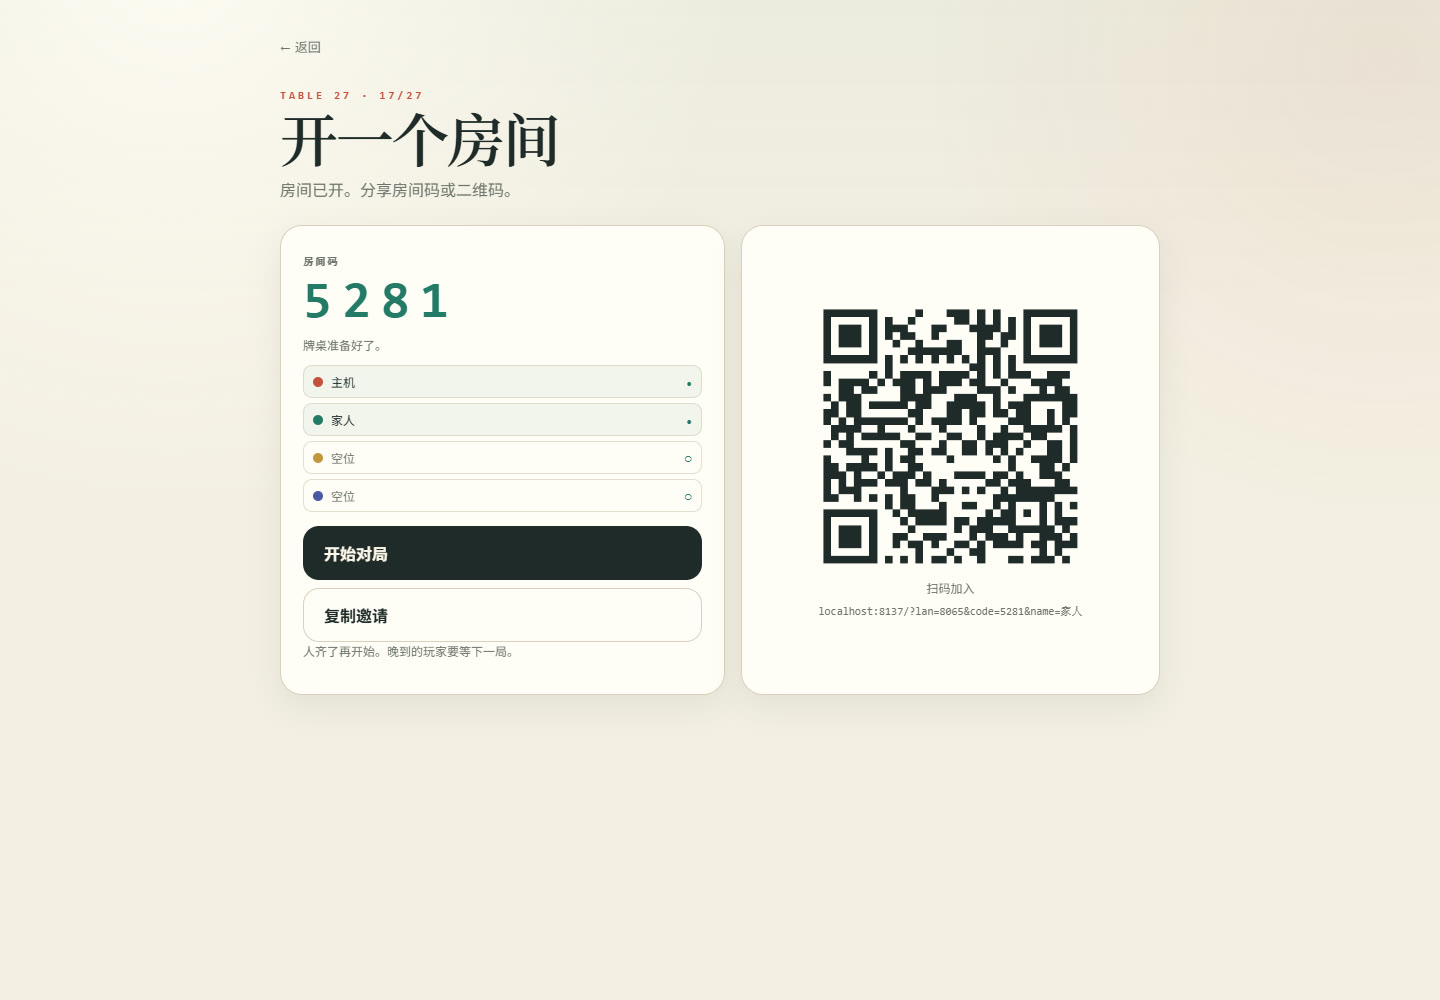 ← 返回
TABLE 27 · 17/27
开一个房间
房间已开。分享房间码或二维码。
房间码
5281
牌桌准备好了。
主机
家人
空位
空位
开始对局
复制邀请
人齐了再开始。晚到的玩家要等下一局。
扫码加入
localhost:8137/?lan=8065&code=5281&name=家人